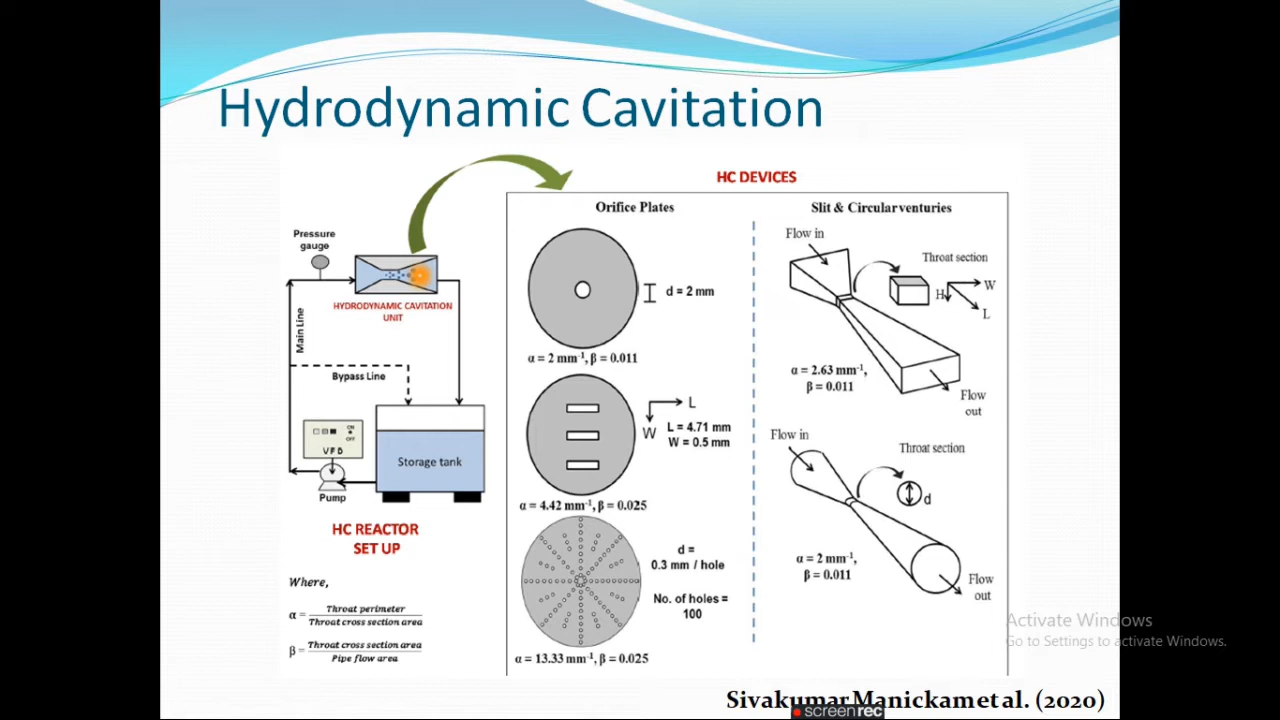 Hydrodynamic Cavitation
HC DEVICES
Pressure
gauge
HYDRODYNAMIC CAVITATION
UNIT
Main Line
Bypass Line
ON
OFF
V F D
Pump
Storage tank
HC REACTOR
SET UP
Where,
α = Throat perimeter
Throat cross section area
β = Throat cross section area
Pipe flow area
Orifice Plates
d = 2 mm
α = 2 mm⁻¹, β = 0.011
L
W
L = 4.71 mm
W = 0.5 mm
α = 4.42 mm⁻¹, β = 0.025
d =
0.3 mm / hole
No. of holes =
100
α = 13.33 mm⁻¹, β = 0.025
Slit & Circular venturies
Flow in
Throat section
H
W
L
α = 2.63 mm⁻¹,
β = 0.011
Flow
out
Flow in
Throat section
d
α = 2 mm⁻¹,
β = 0.011
Flow
out
Activate Windows
Go to Settings to activate Windows.
Sivakumar Manickam et al. (2020)
screenrec